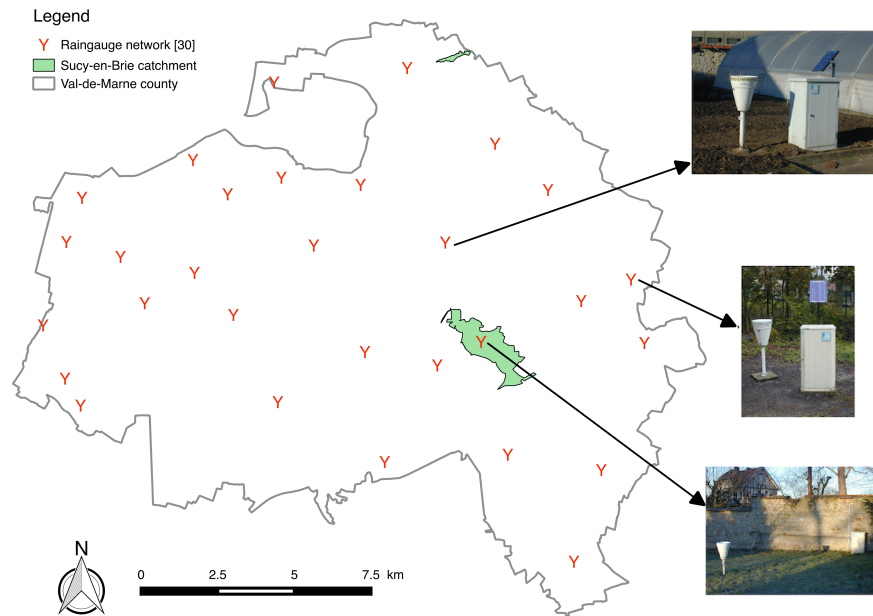 Legend
Raingauge network [30]
Sucy-en-Brie catchment
Val-de-Marne county
N
0 2.5 5 7.5 km